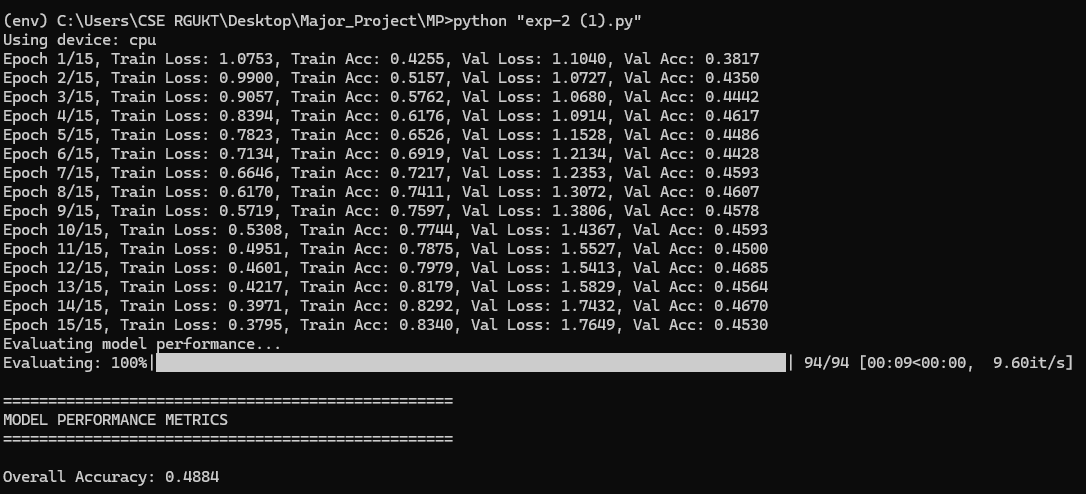 (env) C:\Users\CSE RGUKT\Desktop\Major_Project\MP>python "exp-2 (1).py"
Using device: cpu
Epoch 1/15, Train Loss: 1.0753, Train Acc: 0.4255, Val Loss: 1.1040, Val Acc: 0.3817
Epoch 2/15, Train Loss: 0.9900, Train Acc: 0.5157, Val Loss: 1.0727, Val Acc: 0.4350
Epoch 3/15, Train Loss: 0.9057, Train Acc: 0.5762, Val Loss: 1.0680, Val Acc: 0.4442
Epoch 4/15, Train Loss: 0.8394, Train Acc: 0.6176, Val Loss: 1.0914, Val Acc: 0.4617
Epoch 5/15, Train Loss: 0.7823, Train Acc: 0.6526, Val Loss: 1.1528, Val Acc: 0.4486
Epoch 6/15, Train Loss: 0.7134, Train Acc: 0.6919, Val Loss: 1.2134, Val Acc: 0.4428
Epoch 7/15, Train Loss: 0.6646, Train Acc: 0.7217, Val Loss: 1.2353, Val Acc: 0.4593
Epoch 8/15, Train Loss: 0.6170, Train Acc: 0.7411, Val Loss: 1.3072, Val Acc: 0.4607
Epoch 9/15, Train Loss: 0.5719, Train Acc: 0.7597, Val Loss: 1.3806, Val Acc: 0.4578
Epoch 10/15, Train Loss: 0.5308, Train Acc: 0.7744, Val Loss: 1.4367, Val Acc: 0.4593
Epoch 11/15, Train Loss: 0.4951, Train Acc: 0.7875, Val Loss: 1.5527, Val Acc: 0.4500
Epoch 12/15, Train Loss: 0.4601, Train Acc: 0.7979, Val Loss: 1.5413, Val Acc: 0.4685
Epoch 13/15, Train Loss: 0.4217, Train Acc: 0.8179, Val Loss: 1.5829, Val Acc: 0.4564
Epoch 14/15, Train Loss: 0.3971, Train Acc: 0.8292, Val Loss: 1.7432, Val Acc: 0.4670
Epoch 15/15, Train Loss: 0.3795, Train Acc: 0.8340, Val Loss: 1.7649, Val Acc: 0.4530
Evaluating model performance...
Evaluating: 100%|██████████| 94/94 [00:09<00:00,  9.60it/s]
==================================================
MODEL PERFORMANCE METRICS
==================================================
Overall Accuracy: 0.4884